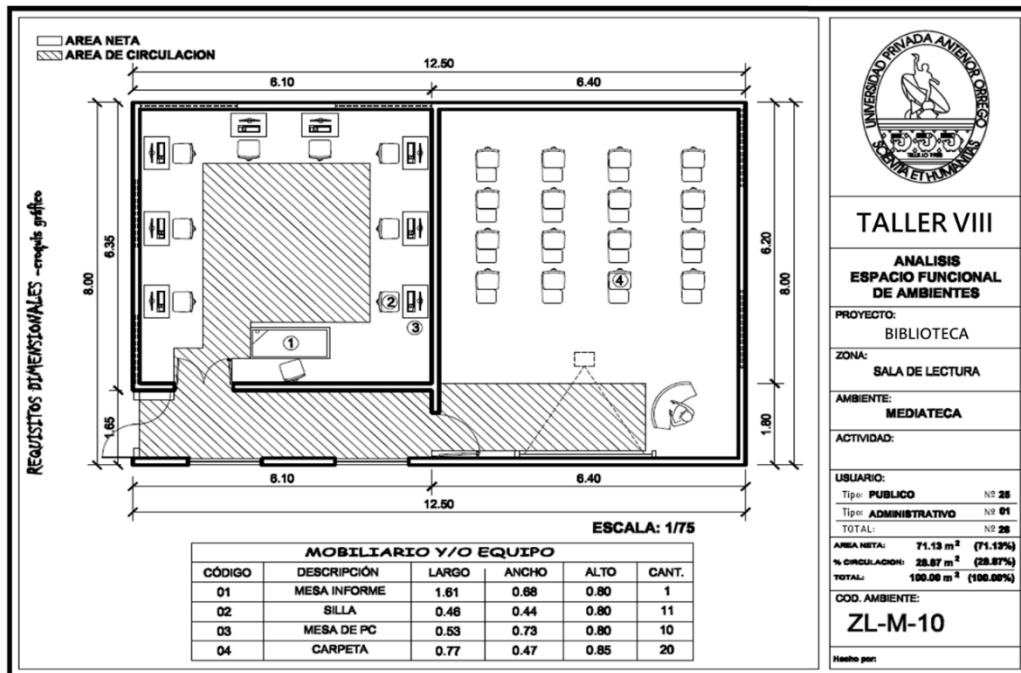 AREA NETA
AREA DE CIRCULACION
12.50
6.10 6.40
REQUISITOS DIMENSIONALES -croquis gráfico
8.00
6.35
1.65
6.20
1.80
8.00
1
2
3
4
6.10 6.40
12.50
ESCALA: 1/75
MOBILIARIO Y/O EQUIPO
CÓDIGO DESCRIPCIÓN LARGO ANCHO ALTO CANT.
01 MESA INFORME 1.61 0.68 0.80 1
02 SILLA 0.46 0.44 0.80 11
03 MESA DE PC 0.53 0.73 0.80 10
04 CARPETA 0.77 0.47 0.85 20
UNIVERSIDAD PRIVADA ANTENOR ORREGO
SCIENTIA ET HUMANITAS
TALLER VIII
ANALISIS
ESPACIO FUNCIONAL
DE AMBIENTES
PROYECTO:
BIBLIOTECA
ZONA:
SALA DE LECTURA
AMBIENTE:
MEDIATECA
ACTIVIDAD:
USUARIO:
Tipo: PUBLICO Nº 25
Tipo: ADMINISTRATIVO Nº 01
TOTAL: Nº 26
AREA NETA: 71.13 m² (71.13%)
% CIRCULACION: 28.87 m² (28.87%)
TOTAL: 100.00 m² (100.00%)
COD. AMBIENTE:
ZL-M-10
Hecho por: